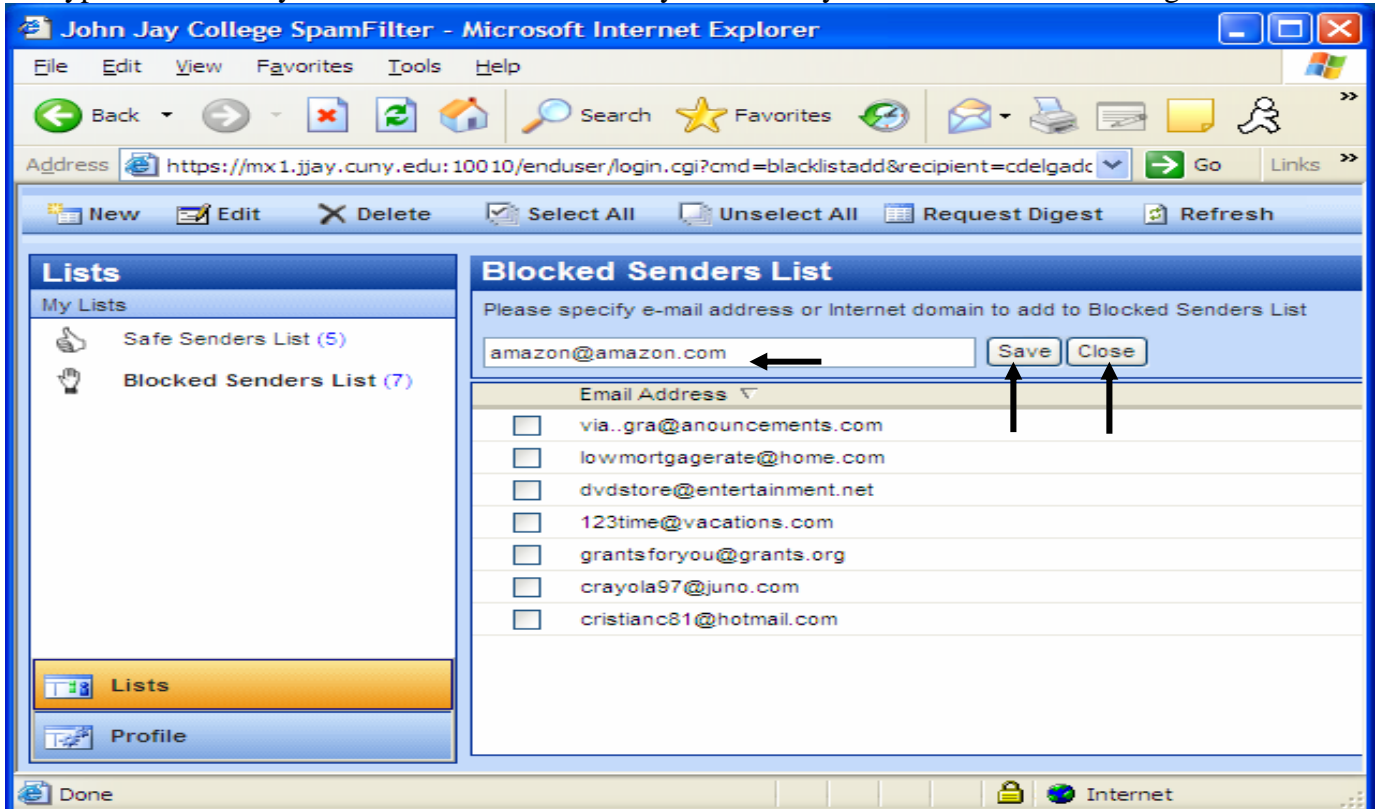 John Jay College SpamFilter - Microsoft Internet Explorer
File Edit View Favorites Tools Help
Back Search Favorites »
Address https://mx1.jjay.cuny.edu:10010/enduser/login.cgi?cmd=blacklistadd&recipient=cdelgadc Go Links »
New Edit Delete Select All Unselect All Request Digest Refresh
Lists
My Lists
Safe Senders List (5)
Blocked Senders List (7)
Lists
Profile
Blocked Senders List
Please specify e-mail address or Internet domain to add to Blocked Senders List
amazon@amazon.com Save Close
Email Address
via..gra@anouncements.com
lowmortgagerate@home.com
dvdstore@entertainment.net
123time@vacations.com
grantsforyou@grants.org
crayola97@juno.com
cristianc81@hotmail.com
Done Internet